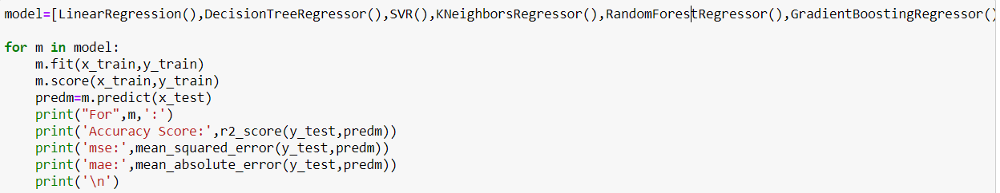 model=[LinearRegression(),DecisionTreeRegressor(),SVR(),KNeighborsRegressor(),RandomForestRegressor(),GradientBoostingRegressor()
for m in model:
    m.fit(x_train,y_train)
    m.score(x_train,y_train)
    predm=m.predict(x_test)
    print("For",m,':')
    print('Accuracy Score:',r2_score(y_test,predm))
    print('mse:',mean_squared_error(y_test,predm))
    print('mae:',mean_absolute_error(y_test,predm))
    print('\n')